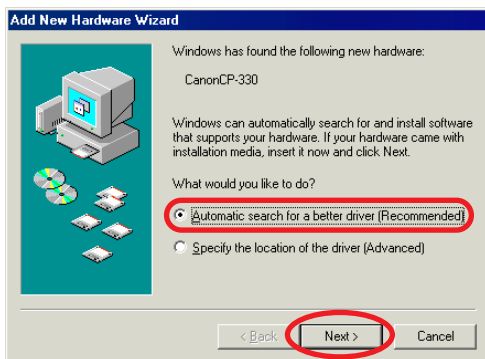 Add New Hardware Wizard
Windows has found the following new hardware:
CanonCP-330
Windows can automatically search for and install software
that supports your hardware. If your hardware came with
installation media, insert it now and click Next.
What would you like to do?
Automatic search for a better driver (Recommended)
Specify the location of the driver (Advanced)
< Back
Next >
Cancel